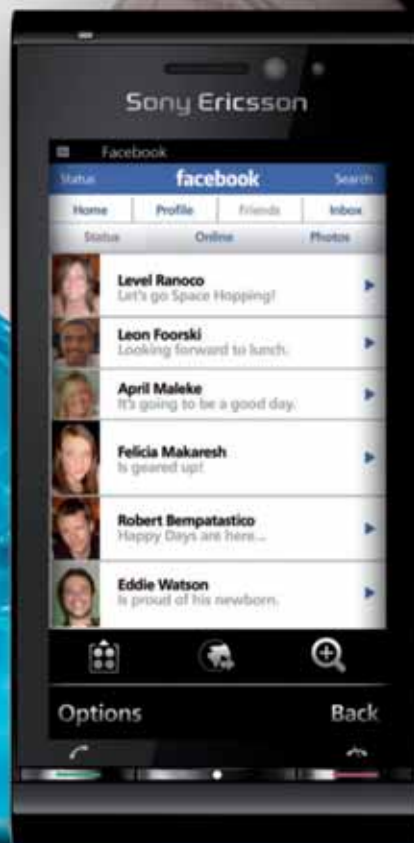 Sony Ericsson
Facebook
Status facebook Search
Home Profile Friends Inbox
Status Online Photos
Level Ranoco
Let's go Space Hopping!
Leon Foorski
Looking forward to lunch.
April Maleke
It's going to be a good day.
Felicia Makaresh
Is geared up!
Robert Bempatastico
Happy Days are here...
Eddie Watson
Is proud of his newborn.
Options Back